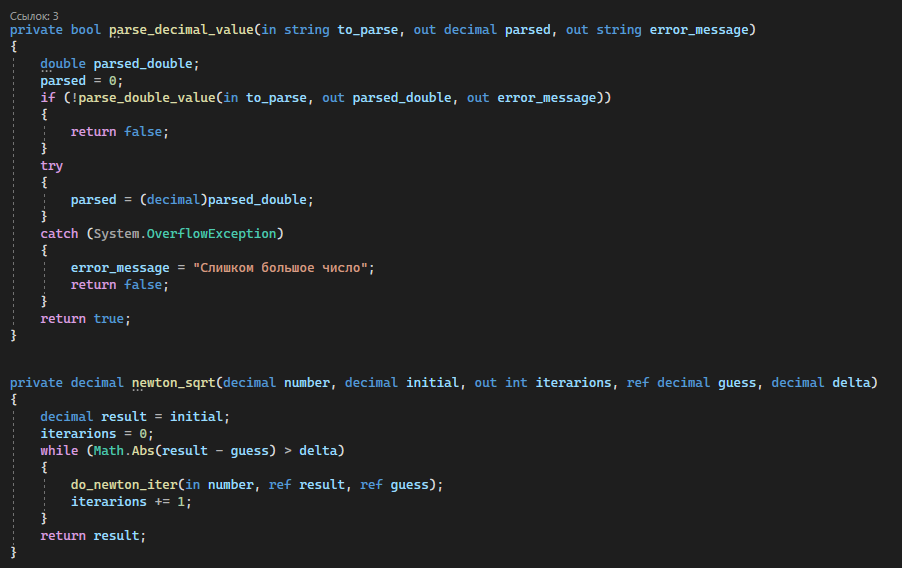 Ссылок: 3
private bool parse_decimal_value(in string to_parse, out decimal parsed, out string error_message)
{
    double parsed_double;
    parsed = 0;
    if (!parse_double_value(in to_parse, out parsed_double, out error_message))
    {
        return false;
    }
    try
    {
        parsed = (decimal)parsed_double;
    }
    catch (System.OverflowException)
    {
        error_message = "Слишком большое число";
        return false;
    }
    return true;
}
private decimal newton_sqrt(decimal number, decimal initial, out int iterarions, ref decimal guess, decimal delta)
{
    decimal result = initial;
    iterarions = 0;
    while (Math.Abs(result - guess) > delta)
    {
        do_newton_iter(in number, ref result, ref guess);
        iterarions += 1;
    }
    return result;
}